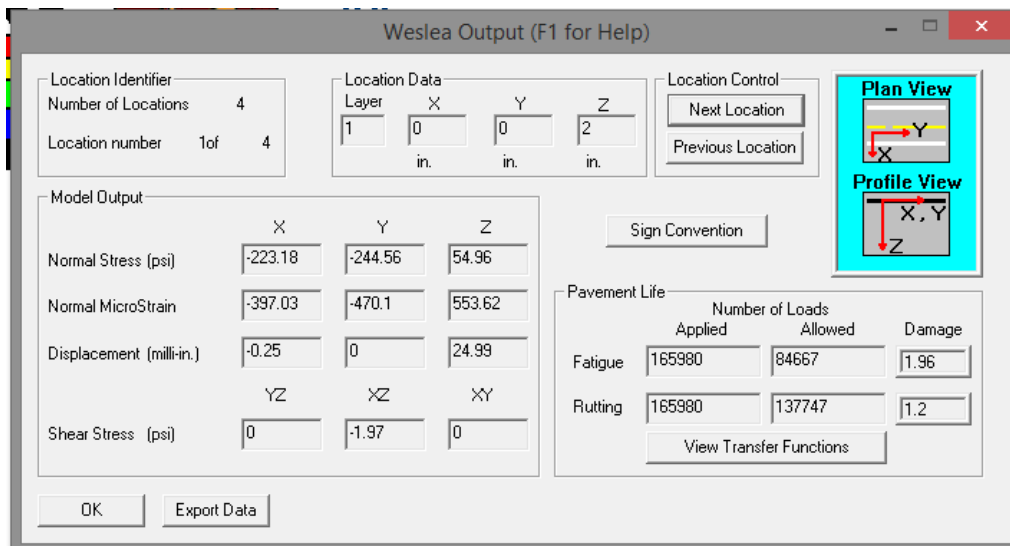 Weslea Output (F1 for Help)
Location Identifier
Number of Locations 4
Location number 1of 4
Location Data
Layer X Y Z
1 0 0 2
in. in. in.
Location Control
Next Location
Previous Location
Plan View
Y
X
Profile View
X, Y
Z
Model Output
X Y Z
Normal Stress (psi) -223.18 -244.56 54.96
Normal MicroStrain -397.03 -470.1 553.62
Displacement (milli-in.) -0.25 0 24.99
YZ XZ XY
Shear Stress (psi) 0 -1.97 0
Sign Convention
Pavement Life
Number of Loads
Applied Allowed Damage
Fatigue 165980 84667 1.96
Rutting 165980 137747 1.2
View Transfer Functions
OK Export Data